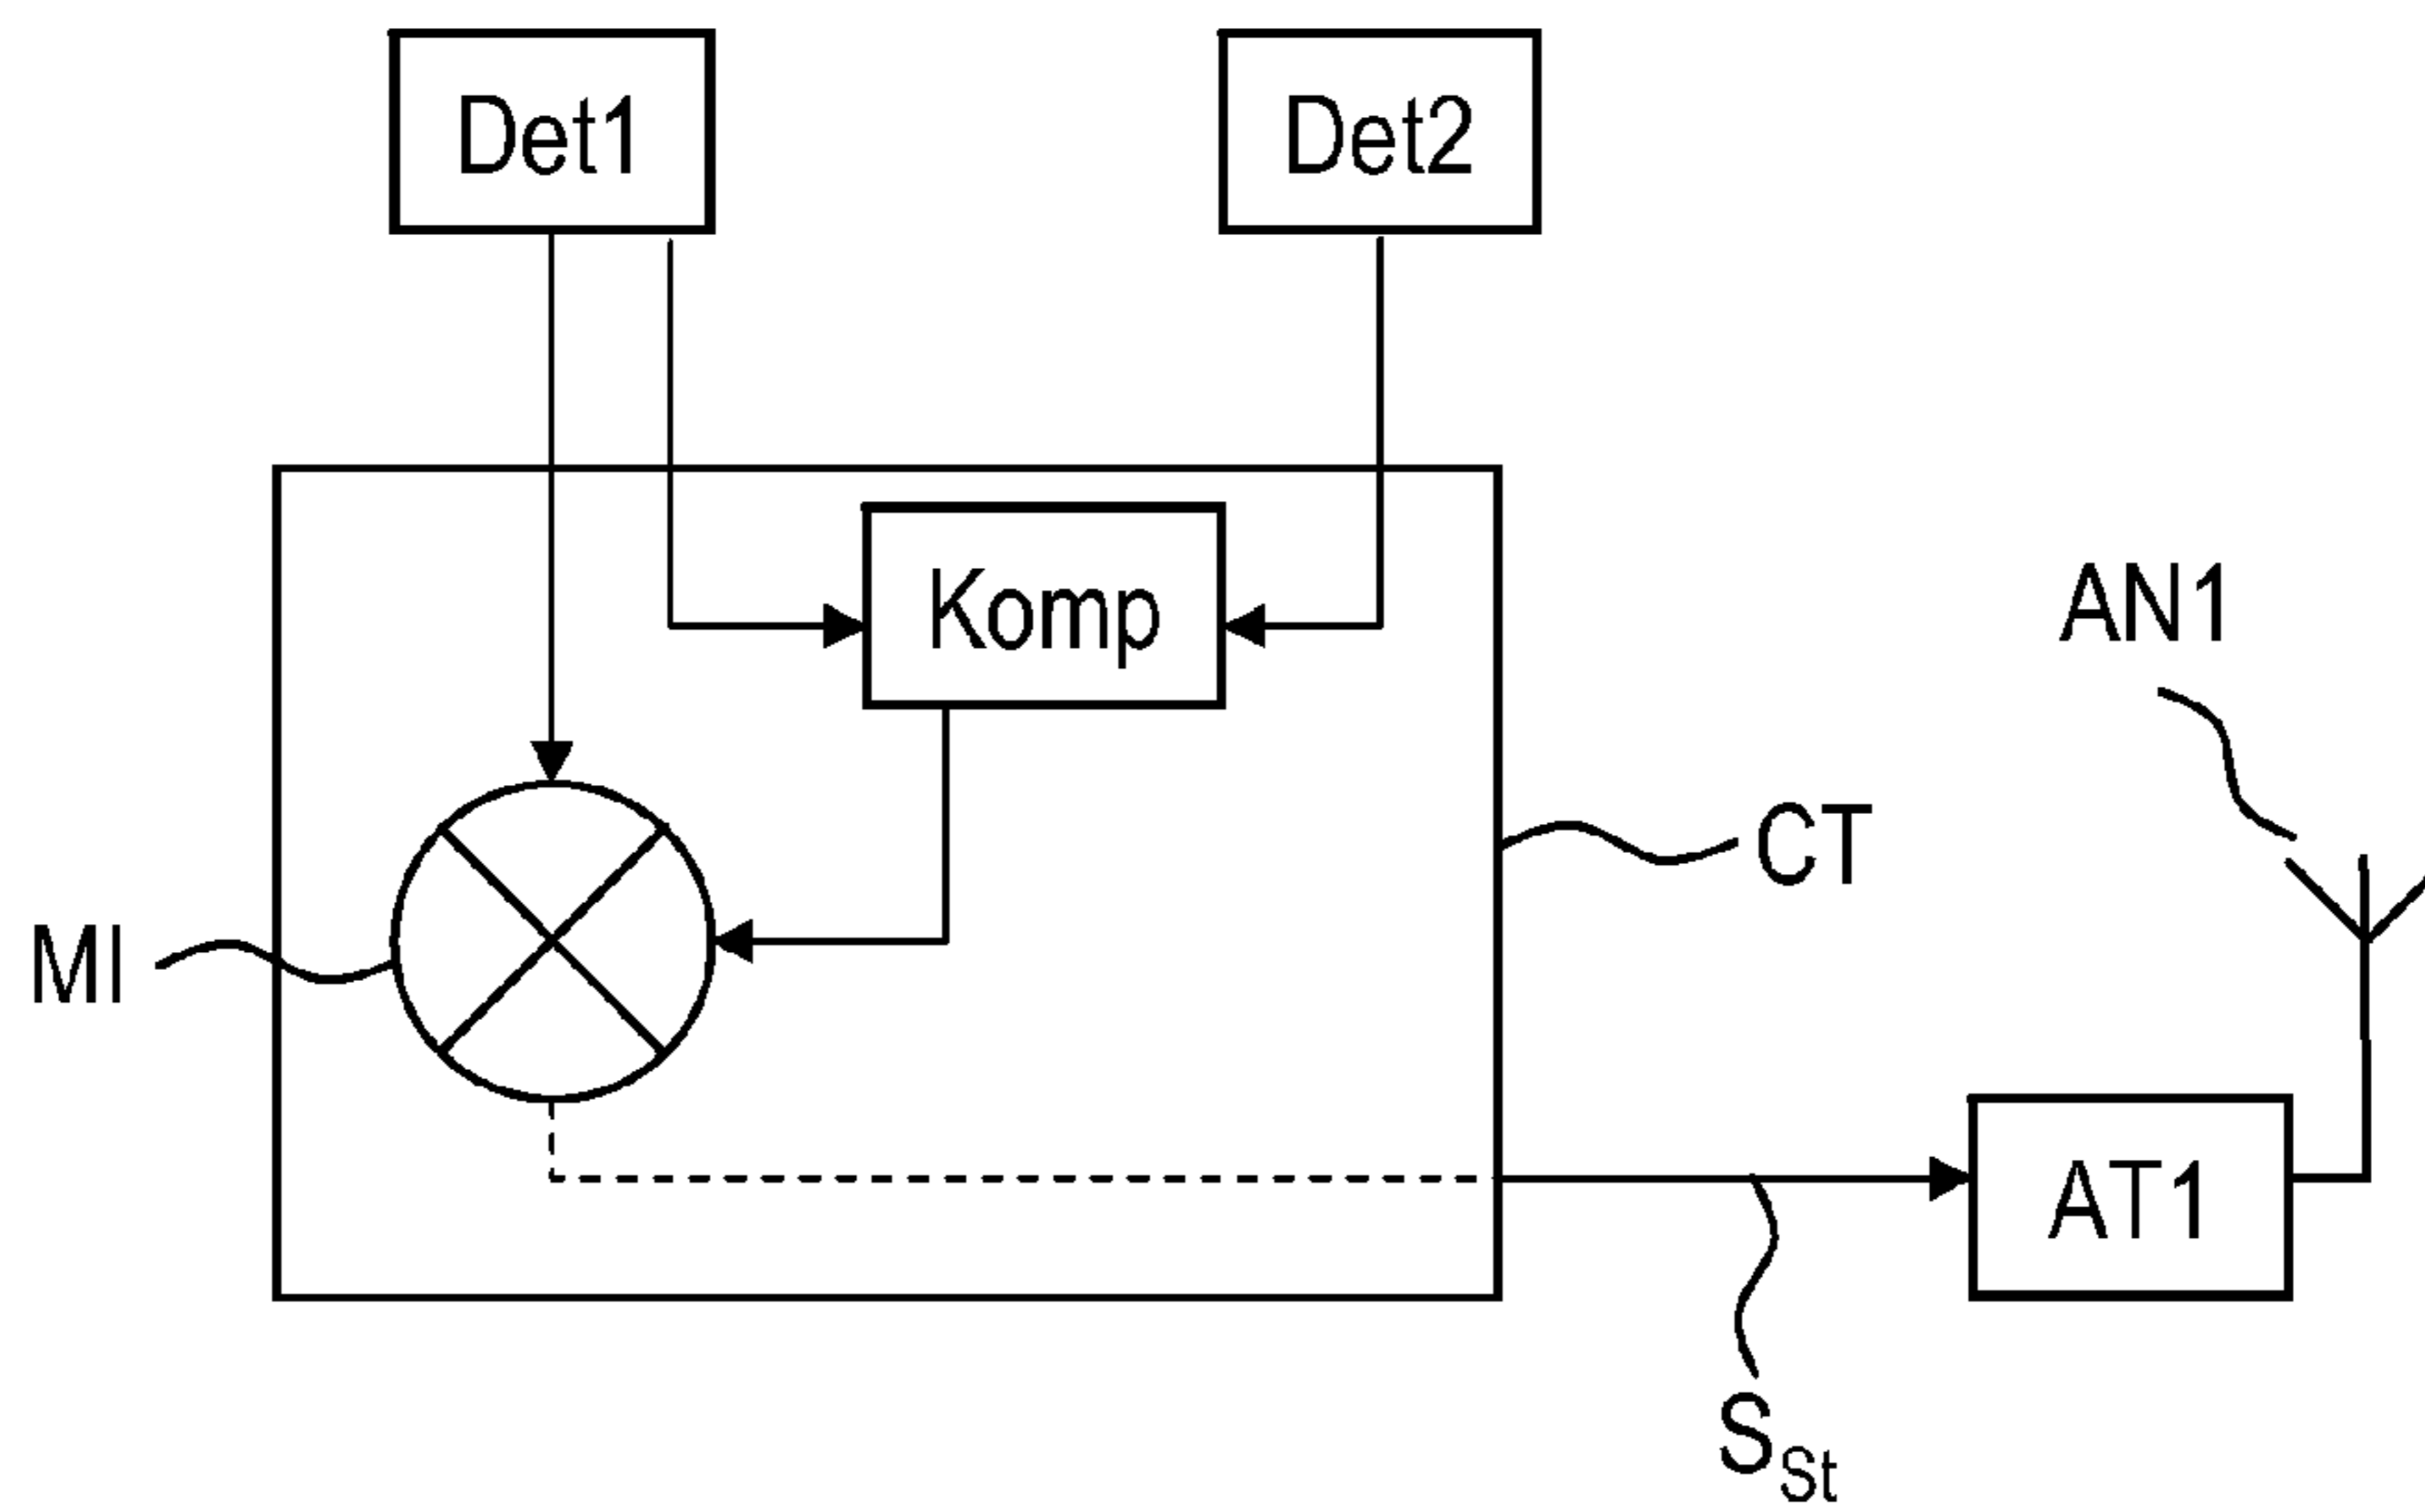 Det1
Det2
Komp
AN1
CT
MI
AT1
S_St